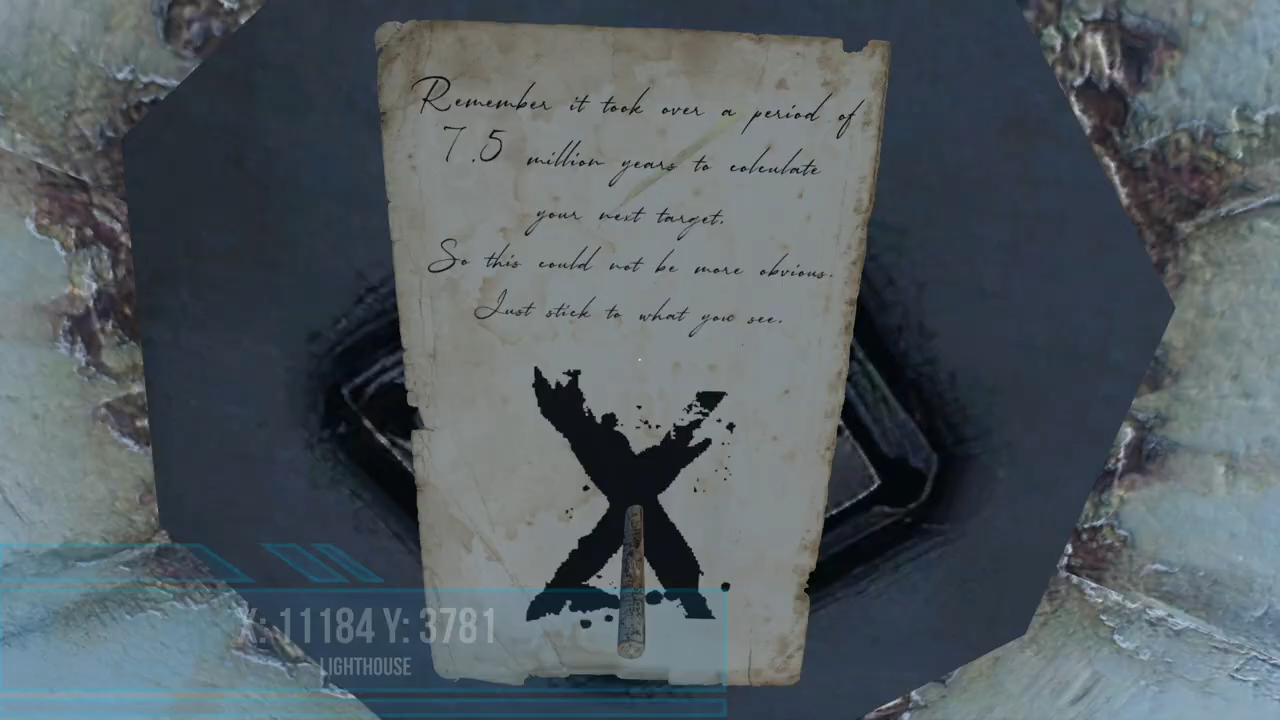 Remember it took over a period of
7.5 million years to calculate
your next target.
So this could not be more obvious.
Just stick to what you see.
X
X: 11184 Y: 3781
LIGHTHOUSE